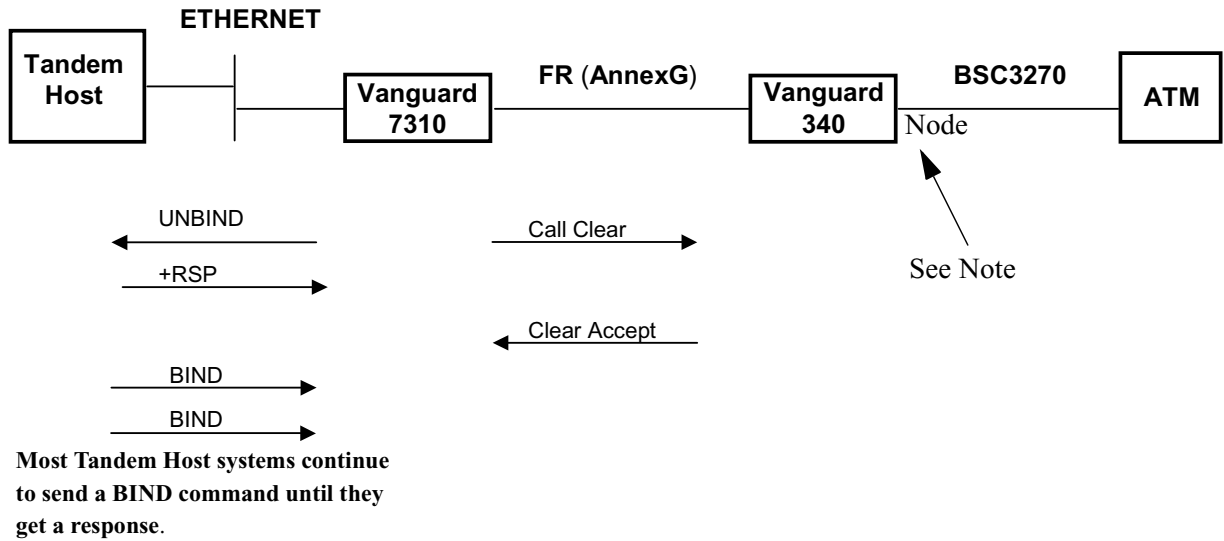 ETHERNET
Tandem
Host
Vanguard
7310
FR (AnnexG)
Vanguard
340
Node
BSC3270
ATM
UNBIND
+RSP
Call Clear
See Note
Clear Accept
BIND
BIND
Most Tandem Host systems continue
to send a BIND command until they
get a response.